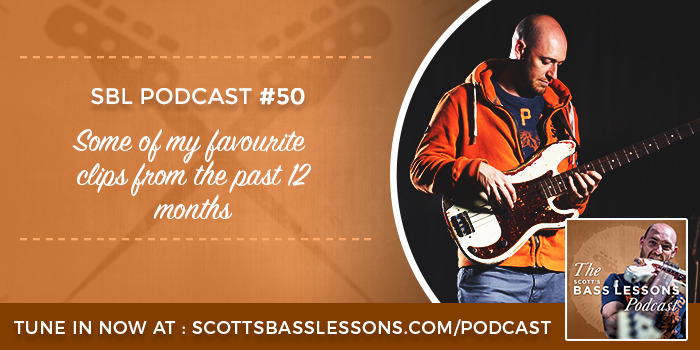 SBL PODCAST #50
Some of my favourite
clips from the past 12
months
P
The
SCOTT'S
BASS LESSONS
Podcast
TUNE IN NOW AT : SCOTTSBASSLESSONS.COM/PODCAST